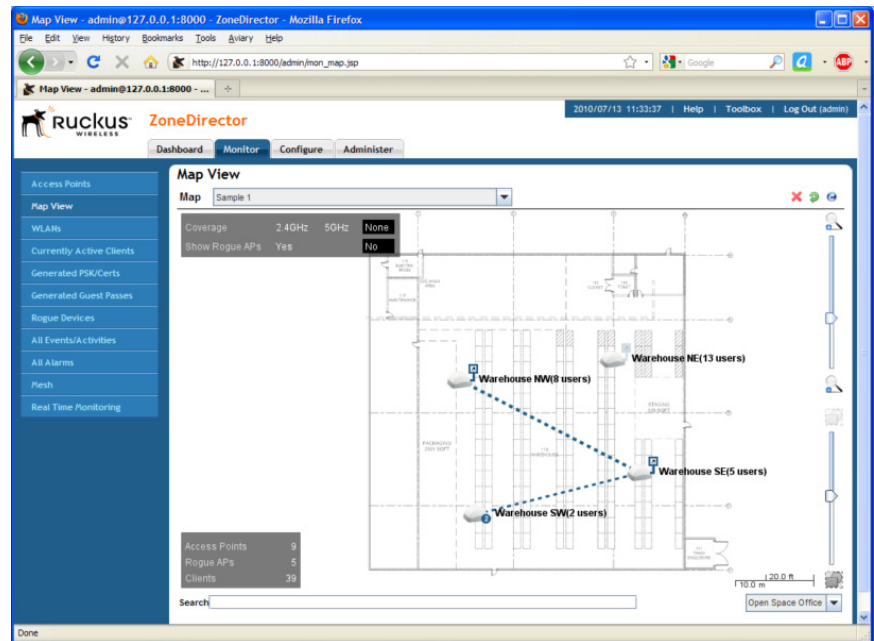 Map View - admin@127.0.0.1:8000 - ZoneDirector - Mozilla Firefox
File Edit View History Bookmarks Tools Aviary Help
http://127.0.0.1:8000/admin/mon_map.jsp
Google
ABP
Map View - admin@127.0.0.1:8000 - ...
2010/07/13 11:33:37 | Help | Toolbox | Log Out (admin)
Ruckus WIRELESS
ZoneDirector
Dashboard Monitor Configure Administer
Access Points
Map View
WLANs
Currently Active Clients
Generated PSK/Certs
Generated Guest Passes
Rogue Devices
All Events/Activities
All Alarms
Mesh
Real Time Monitoring
Map View
Map Sample 1
Coverage 2.4GHz 5GHz None
Show Rogue APs Yes No
Warehouse NE(13 users)
Warehouse NW(8 users)
STAGING
PACKAGING
WAREHOUSE
Warehouse SE(5 users)
Warehouse SW(2 users)
2
Access Points 9
Rogue APs 5
Clients 39
20.0 ft
10.0 m
Search
Open Space Office
Done